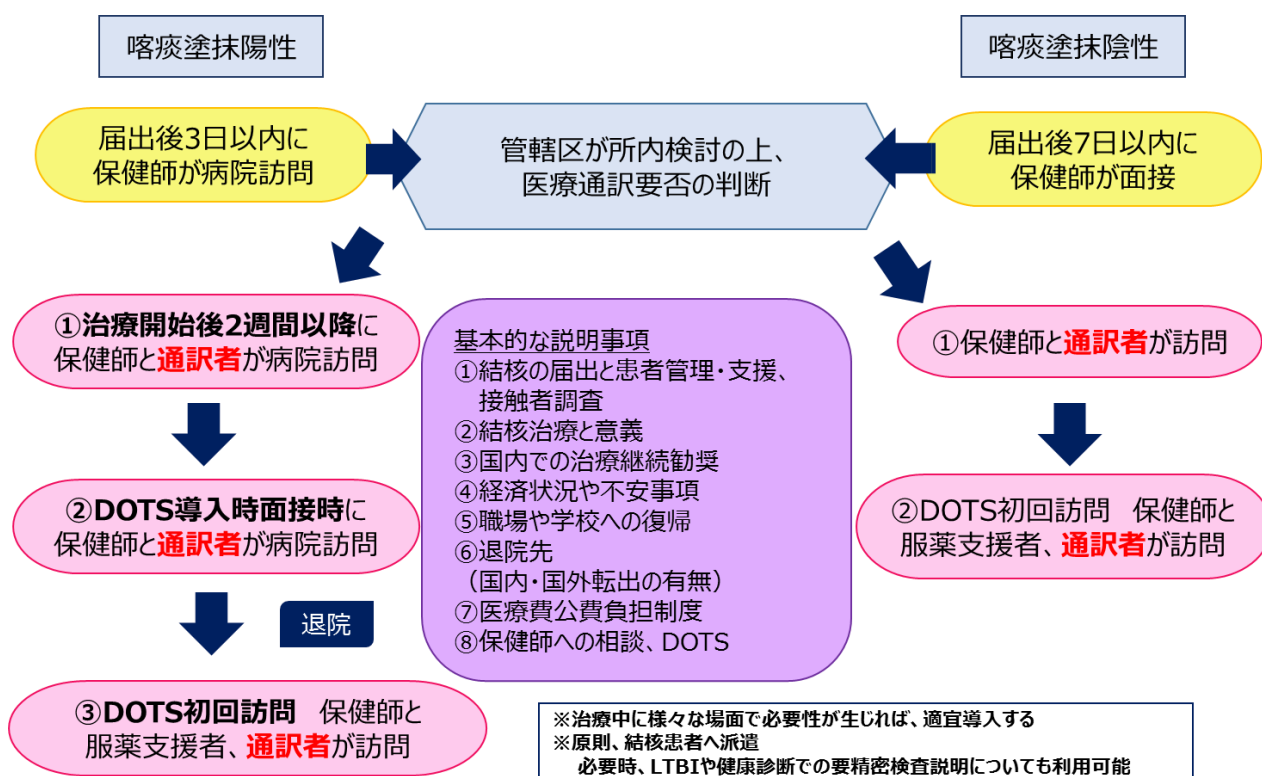 喀痰塗抹陽性
喀痰塗抹陰性
届出後3日以内に
保健師が病院訪問
管轄区が所内検討の上、
医療通訳要否の判断
届出後7日以内に
保健師が面接
①治療開始後2週間以降に
保健師と通訳者が病院訪問
②DOTS導入時面接時に
保健師と通訳者が病院訪問
退院
③DOTS初回訪問　保健師と
服薬支援者、通訳者が訪問
基本的な説明事項
①結核の届出と患者管理・支援、
接触者調査
②結核治療と意義
③国内での治療継続勧奨
④経済状況や不安事項
⑤職場や学校への復帰
⑥退院先
（国内・国外転出の有無）
⑦医療費公費負担制度
⑧保健師への相談、DOTS
①保健師と通訳者が訪問
②DOTS初回訪問　保健師と
服薬支援者、通訳者が訪問
※治療中に様々な場面で必要性が生じれば、適宜導入する
※原則、結核患者へ派遣
必要時、LTBIや健康診断での要精密検査説明についても利用可能